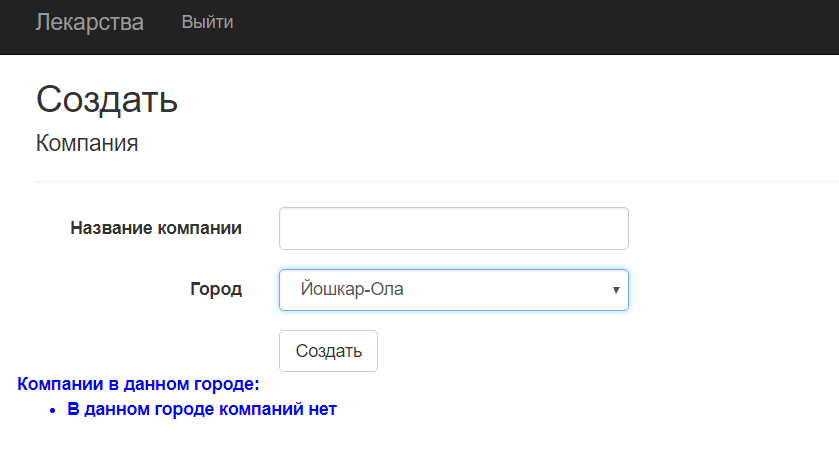 Лекарства Выйти
Создать
Компания
Название компании
Город Йошкар-Ола
Создать
Компании в данном городе:
• В данном городе компаний нет